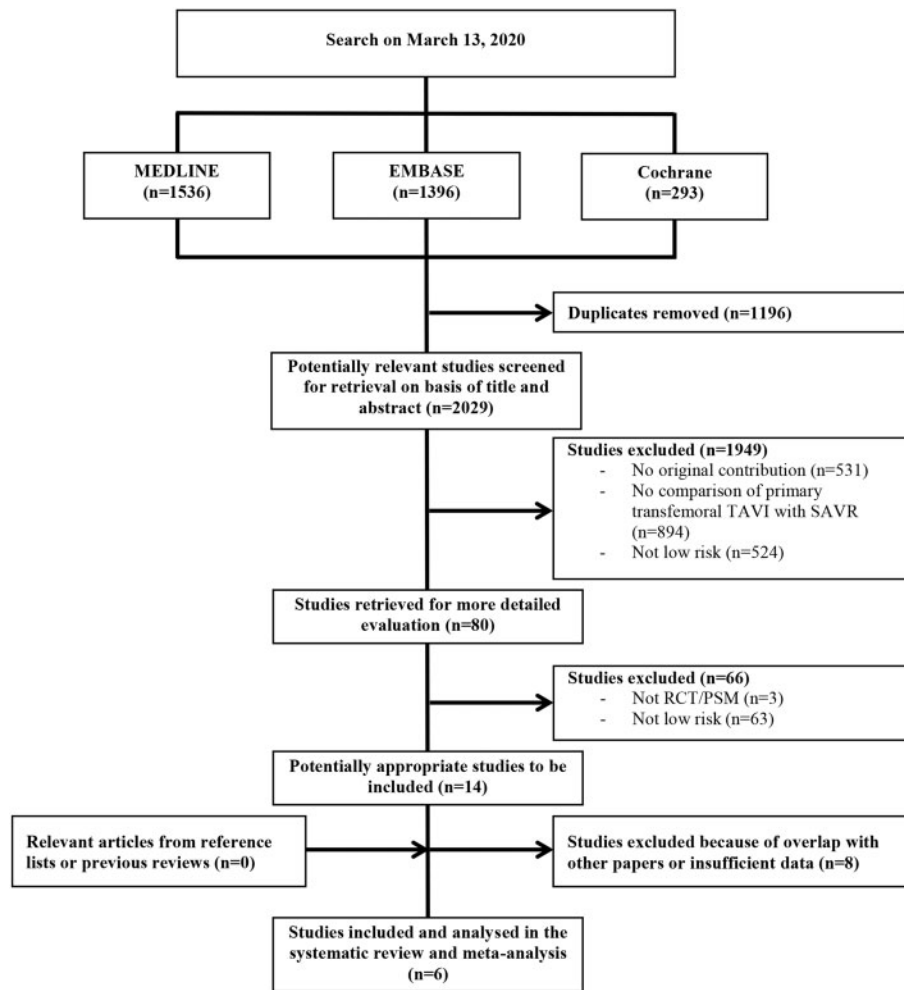 Search on March 13, 2020
MEDLINE
(n=1536)
EMBASE
(n=1396)
Cochrane
(n=293)
Duplicates removed (n=1196)
Potentially relevant studies screened
for retrieval on basis of title and
abstract (n=2029)
Studies excluded (n=1949)
- No original contribution (n=531)
- No comparison of primary
transfemoral TAVI with SAVR
(n=894)
- Not low risk (n=524)
Studies retrieved for more detailed
evaluation (n=80)
Studies excluded (n=66)
- Not RCT/PSM (n=3)
- Not low risk (n=63)
Potentially appropriate studies to be
included (n=14)
Relevant articles from reference
lists or previous reviews (n=0)
Studies excluded because of overlap with
other papers or insufficient data (n=8)
Studies included and analysed in the
systematic review and meta-analysis
(n=6)